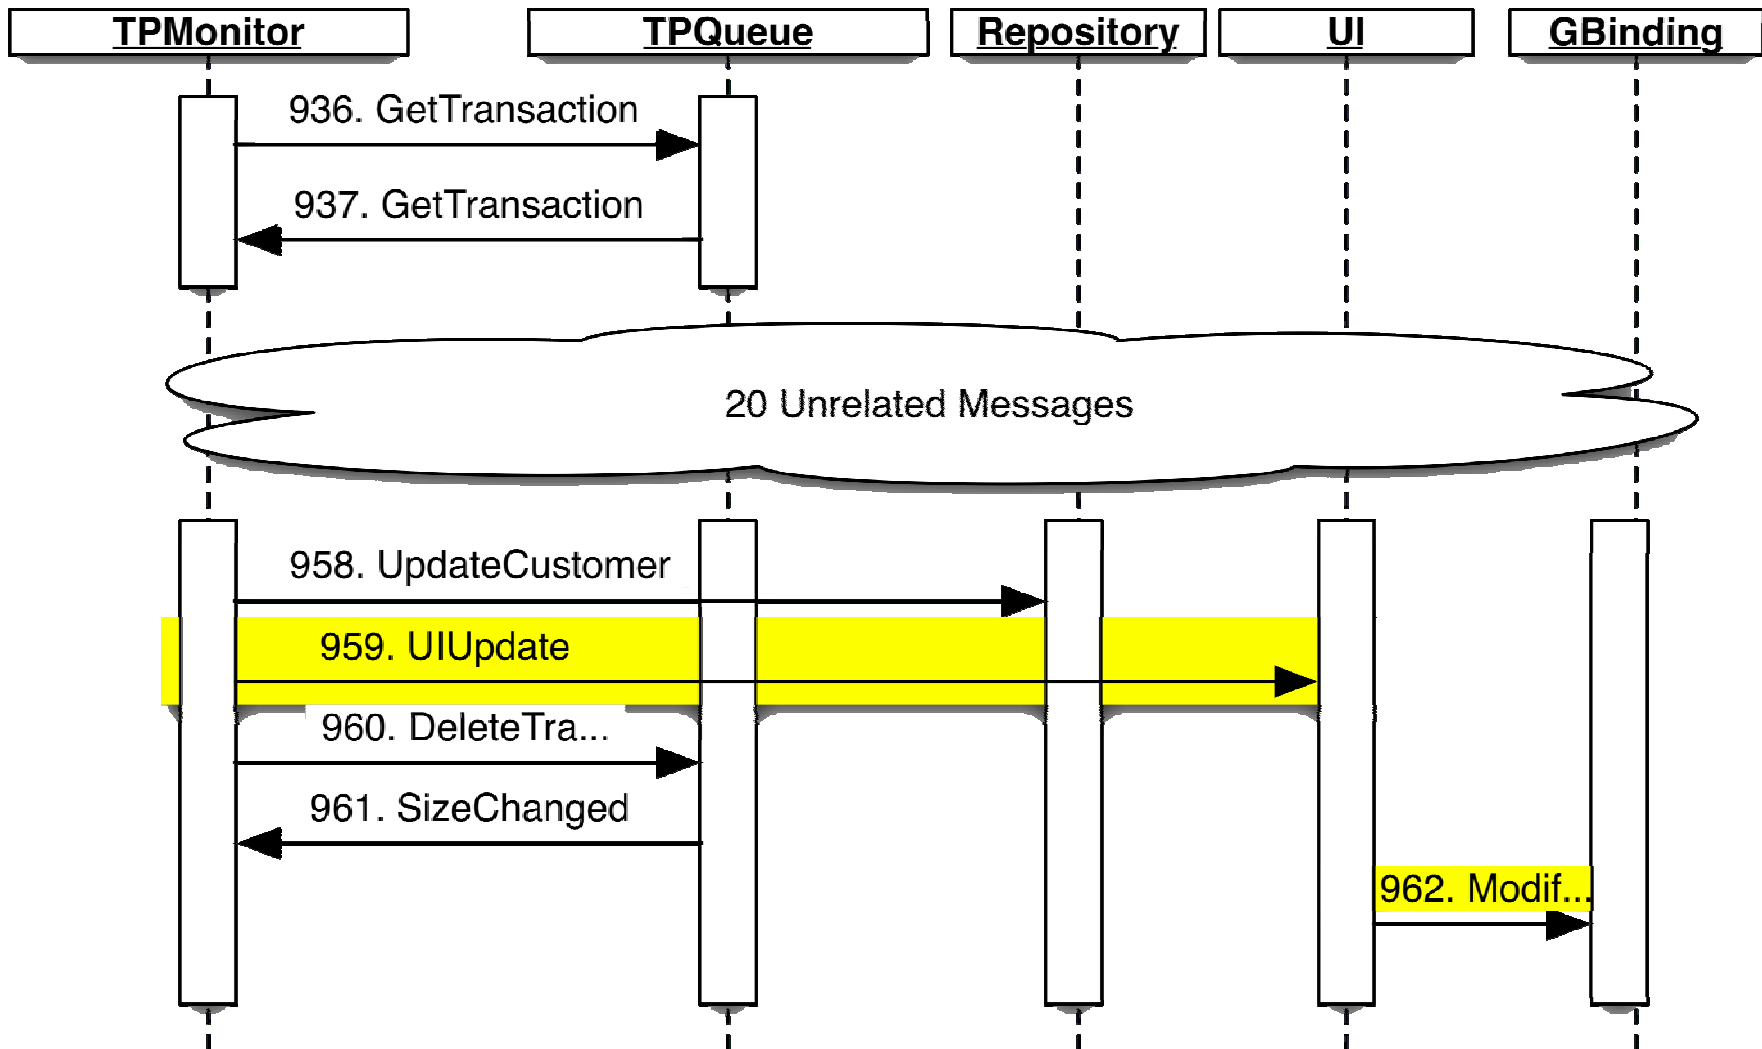 TPMonitor TPQueue Repository UI GBinding
936. GetTransaction
937. GetTransaction
20 Unrelated Messages
958. UpdateCustomer
959. UIUpdate
960. DeleteTra...
961. SizeChanged
962. Modif...